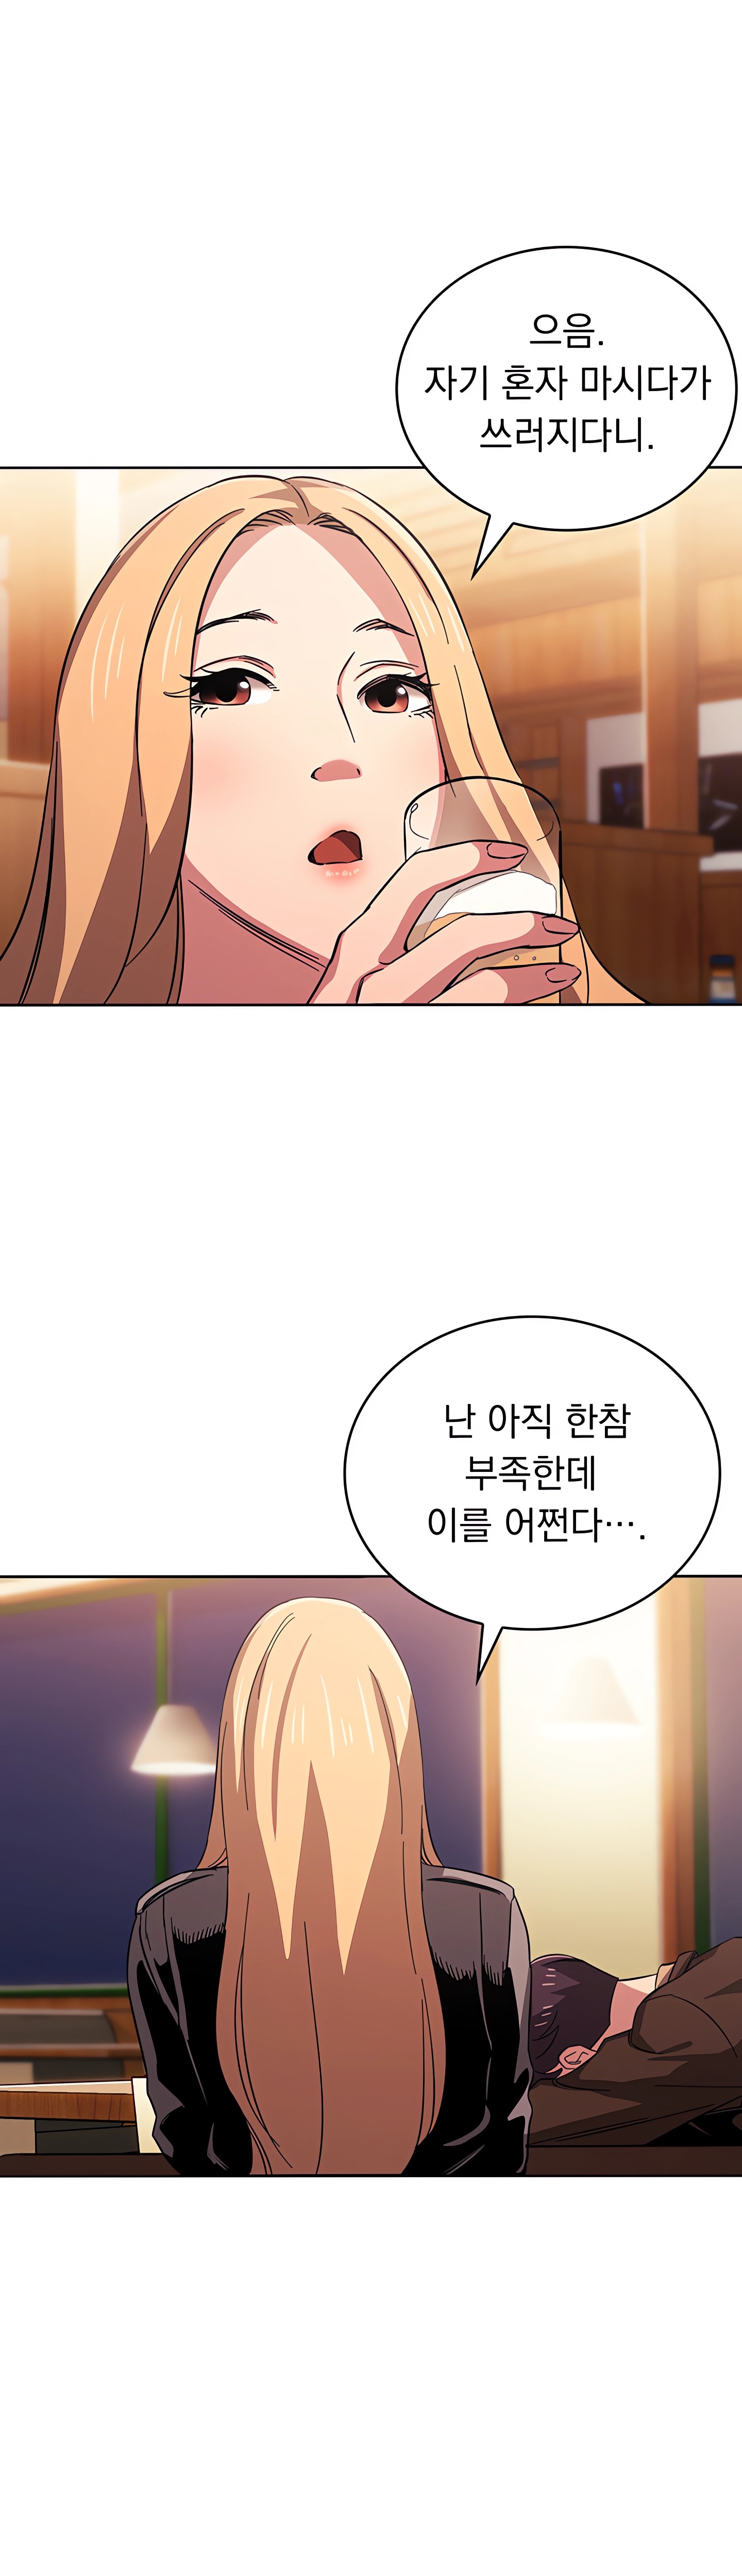 으음.
자기 혼자 마시다가
쓰러지다니.
난 아직 한참
부족한데
이를 어쩐다….